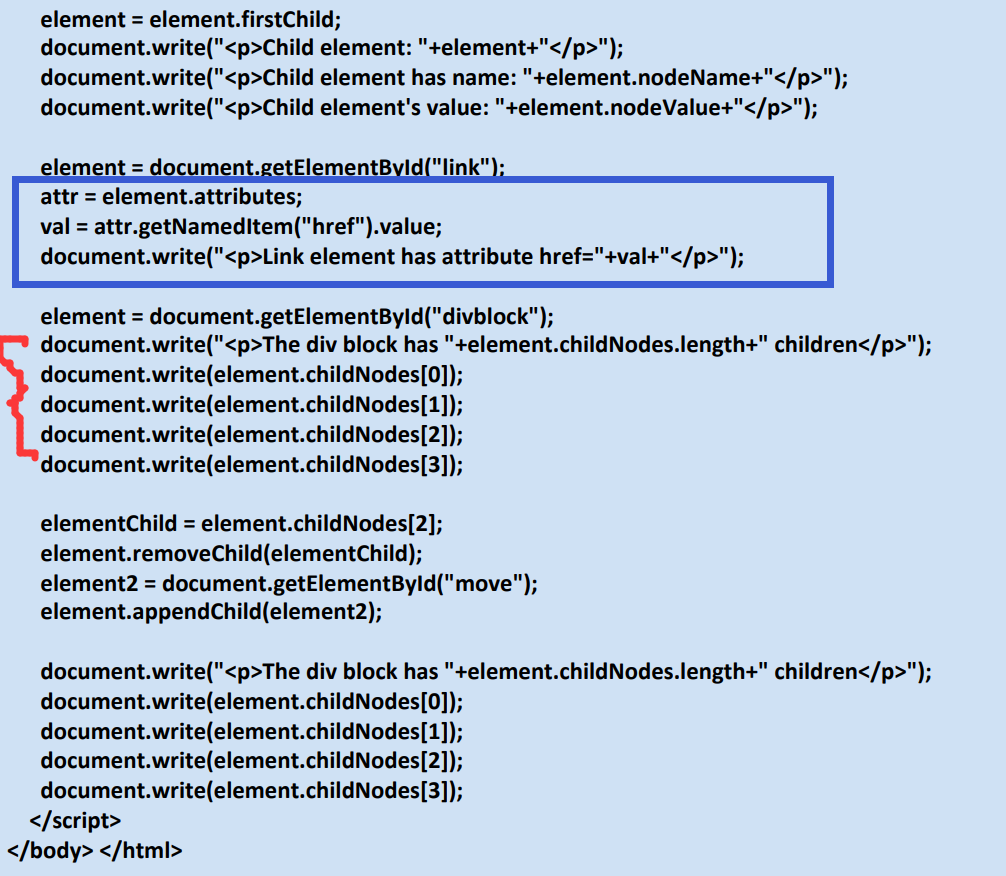 element = element.firstChild;
document.write("<p>Child element: "+element+"</p>");
document.write("<p>Child element has name: "+element.nodeName+"</p>");
document.write("<p>Child element's value: "+element.nodeValue+"</p>");
element = document.getElementById("link");
attr = element.attributes;
val = attr.getNamedItem("href").value;
document.write("<p>Link element has attribute href="+val+"</p>");
element = document.getElementById("divblock");
document.write("<p>The div block has "+element.childNodes.length+" children</p>");
document.write(element.childNodes[0]);
document.write(element.childNodes[1]);
document.write(element.childNodes[2]);
document.write(element.childNodes[3]);
elementChild = element.childNodes[2];
element.removeChild(elementChild);
element2 = document.getElementById("move");
element.appendChild(element2);
document.write("<p>The div block has "+element.childNodes.length+" children</p>");
document.write(element.childNodes[0]);
document.write(element.childNodes[1]);
document.write(element.childNodes[2]);
document.write(element.childNodes[3]);
</script>
</body> </html>